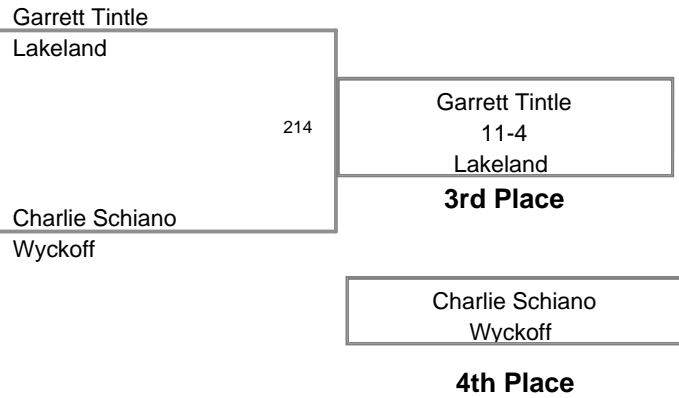 Garrett Tintle
Lakeland
214
Garrett Tintle
11-4
Lakeland
3rd Place
Charlie Schiano
Wyckoff
Charlie Schiano
Wyckoff
4th Place